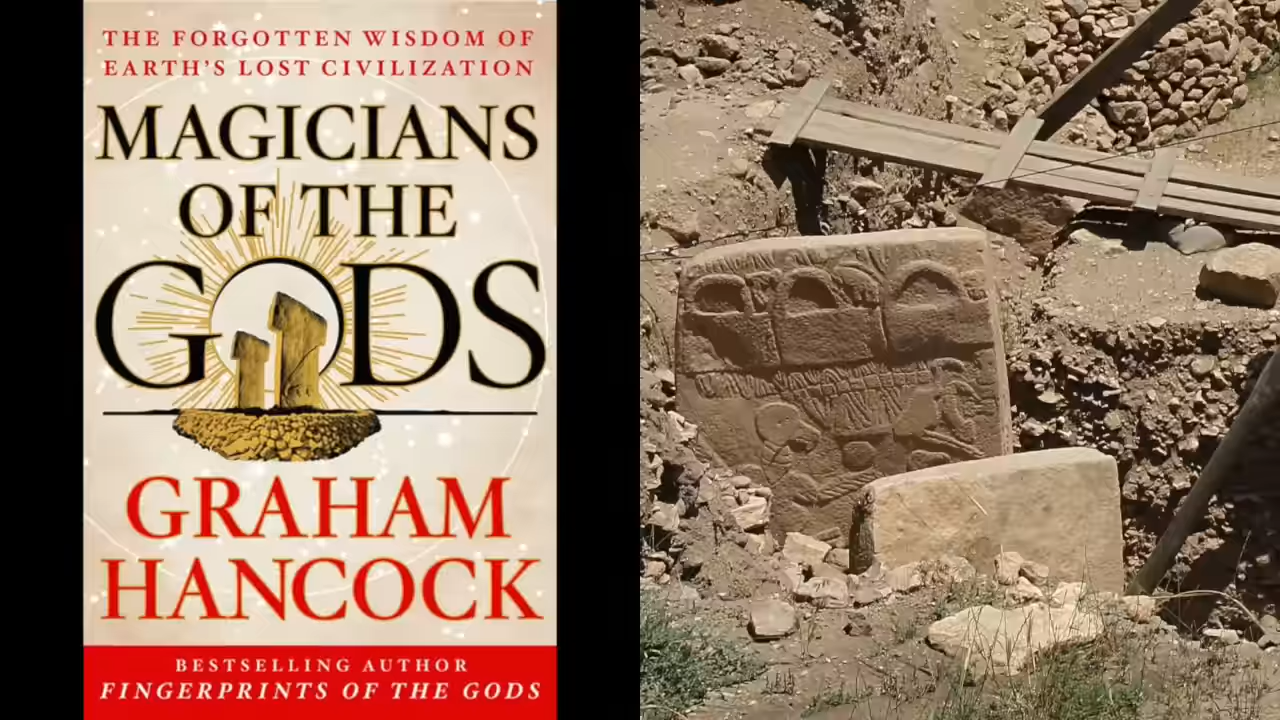 THE FORGOTTEN WISDOM OF
EARTH'S LOST CIVILIZATION
MAGICIANS
OF THE
GODS
GRAHAM
HANCOCK
BESTSELLING AUTHOR
FINGERPRINTS OF THE GODS